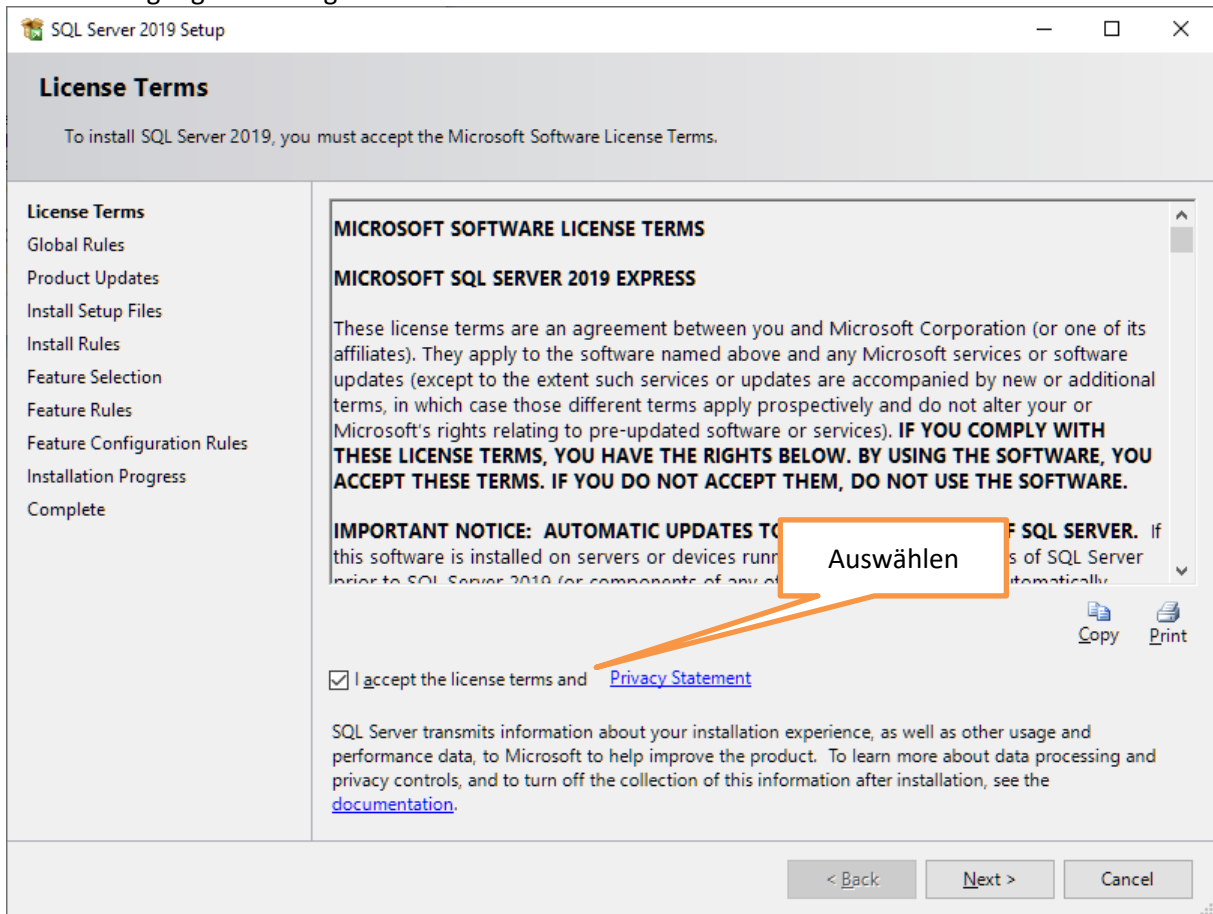 SQL Server 2019 Setup
License Terms
To install SQL Server 2019, you must accept the Microsoft Software License Terms.
License Terms
Global Rules
Product Updates
Install Setup Files
Install Rules
Feature Selection
Feature Rules
Feature Configuration Rules
Installation Progress
Complete
MICROSOFT SOFTWARE LICENSE TERMS
MICROSOFT SQL SERVER 2019 EXPRESS
These license terms are an agreement between you and Microsoft Corporation (or one of its
affiliates). They apply to the software named above and any Microsoft services or software
updates (except to the extent such services or updates are accompanied by new or additional
terms, in which case those different terms apply prospectively and do not alter your or
Microsoft's rights relating to pre-updated software or services). IF YOU COMPLY WITH
THESE LICENSE TERMS, YOU HAVE THE RIGHTS BELOW. BY USING THE SOFTWARE, YOU
ACCEPT THESE TERMS. IF YOU DO NOT ACCEPT THEM, DO NOT USE THE SOFTWARE.
IMPORTANT NOTICE: AUTOMATIC UPDATES SQL SERVER. If
this software is installed on servers or devices of SQL Server
prior to SQL Server 2019 (or components of any
Auswählen
Copy Print
I accept the license terms and Privacy Statement
SQL Server transmits information about your installation experience, as well as other usage and
performance data, to Microsoft to help improve the product. To learn more about data processing and
privacy controls, and to turn off the collection of this information after installation, see the
documentation.
< Back Next > Cancel